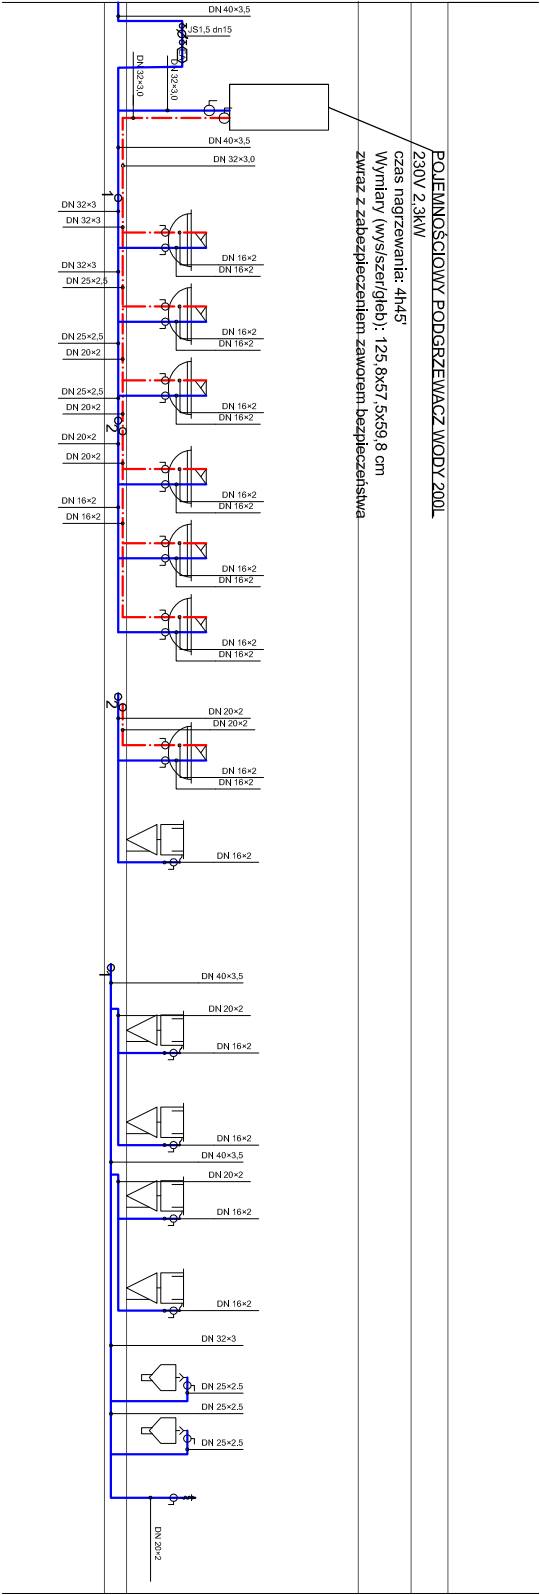 DN 40×3,5
JS1,5 dn15
DN 32×3,0
DN 32×3,0
DN 40×3,5
DN 32×3,0
POJEMNOŚCIOWY PODGRZEWACZ WODY 200L
230V 2,3kW
czas nagrzewania: 4h45'
Wymiary (wys/szer/głęb): 125,8x57,5x59,8 cm
zwraz z zabezpieczeniem zaworem bezpieczeństwa
1
DN 32×3
DN 32×3
DN 16×2
DN 16×2
DN 32×3
DN 25×2,5
DN 16×2
DN 16×2
DN 25×2,5
DN 20×2
DN 25×2,5
DN 20×2
DN 16×2
DN 16×2
2
DN 20×2
DN 20×2
DN 16×2
DN 16×2
DN 16×2
DN 16×2
DN 16×2
DN 16×2
DN 16×2
DN 16×2
2
DN 20×2
DN 20×2
DN 16×2
DN 16×2
DN 16×2
1
DN 40×3,5
DN 20×2
DN 16×2
DN 16×2
DN 40×3,5
DN 20×2
DN 16×2
DN 16×2
DN 32×3
DN 25×2.5
DN 25×2.5
DN 25×2.5
DN 20×2